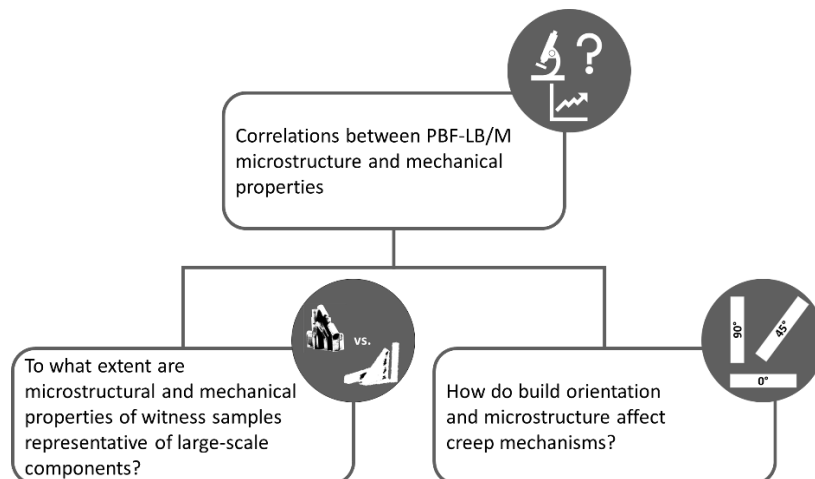 ?
Correlations between PBF-LB/M
microstructure and mechanical
properties
vs.
To what extent are
microstructural and mechanical
properties of witness samples
representative of large-scale
components?
90°
45°
0°
How do build orientation
and microstructure affect
creep mechanisms?